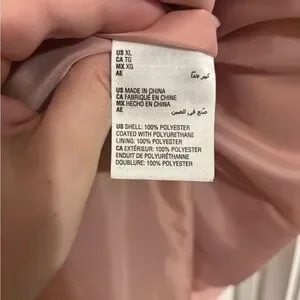 US XL
CA TG
MX XG
AE كبير جداً
US MADE IN CHINA
CA FABRIQUÉ EN CHINE
MX HECHO EN CHINA
AE صنع في الصين
US SHELL: 100% POLYESTER
COATED WITH POLYURETHANE
LINING: 100% POLYESTER
CA EXTÉRIEUR: 100% POLYESTER
ENDUIT DE POLYURÉTHANNE
DOUBLURE: 100% POLYESTER